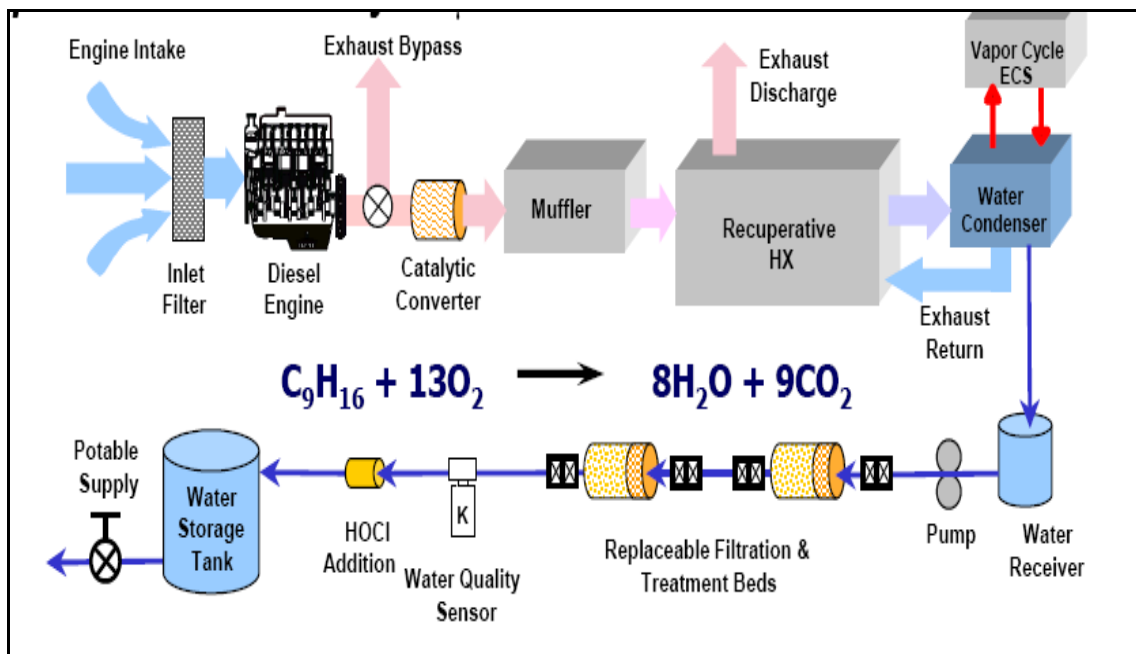 Engine Intake
Exhaust Bypass
Exhaust
Discharge
Vapor Cycle
ECS
Inlet
Filter
Diesel
Engine
Catalytic
Converter
Muffler
Recuperative
HX
Water
Condenser
Exhaust
Return
C9H16 + 13O2 → 8H2O + 9CO2
Potable
Supply
Water
Storage
Tank
HOCl
Addition
K
Water Quality
Sensor
Replaceable Filtration &
Treatment Beds
Pump
Water
Receiver